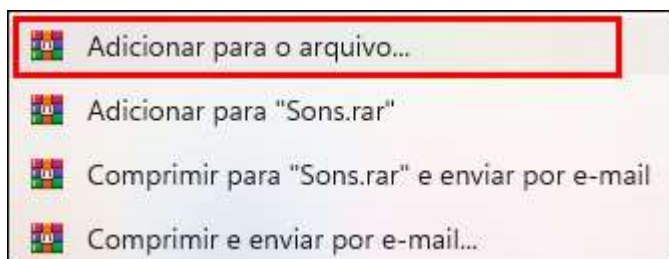 Adicionar para o arquivo...
Adicionar para "Sons.rar"
Comprimir para "Sons.rar" e enviar por e-mail
Comprimir e enviar por e-mail...